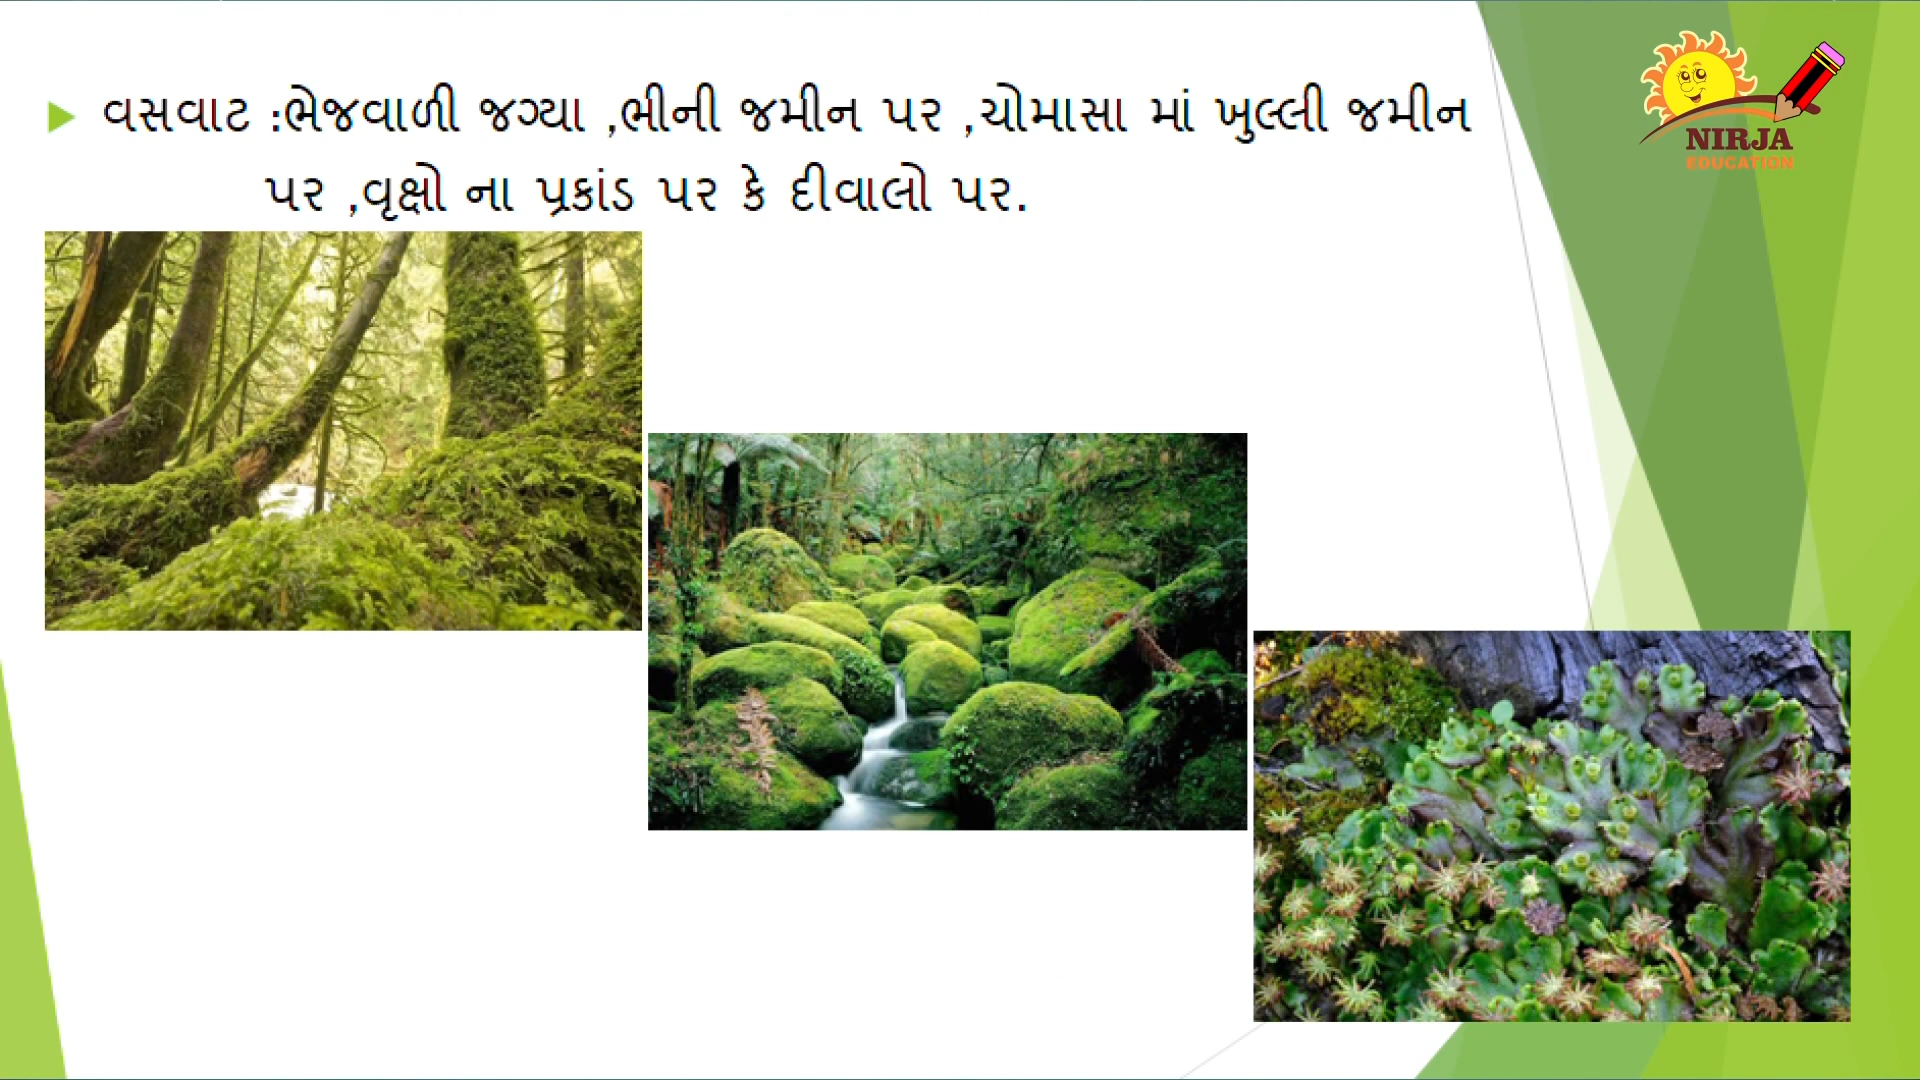 વસવાટ :ભેજવાળી જગ્યા ,ભીની જમીન પર ,ચોમાસા માં ખુલ્લી જમીન
પર ,વૃક્ષો ના પ્રકાંડ પર કે દીવાલો પર.
NIRJA
EDUCATION